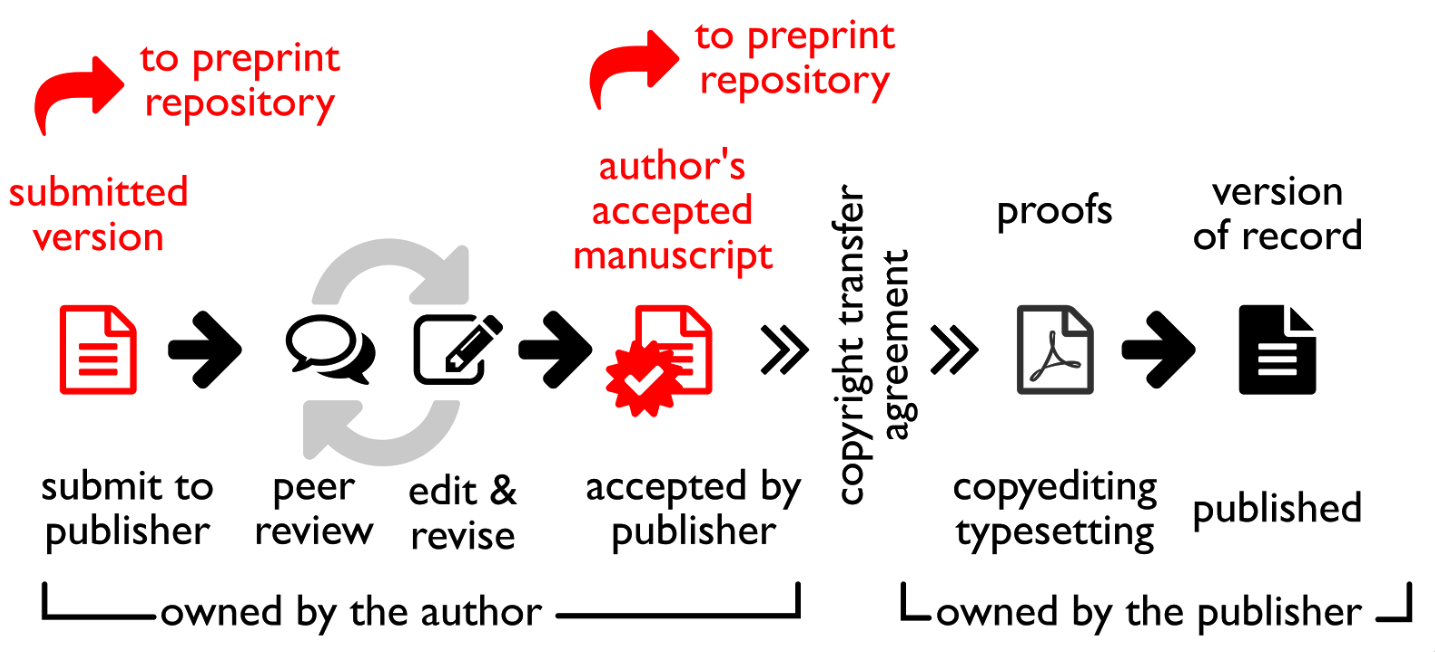 to preprint
repository
to preprint
repository
submitted
version
author's
accepted
manuscript
copyright transfer
agreement
proofs
version
of record
submit to
publisher
peer
review
edit &
revise
accepted by
publisher
copyediting
typesetting
published
owned by the author
owned by the publisher